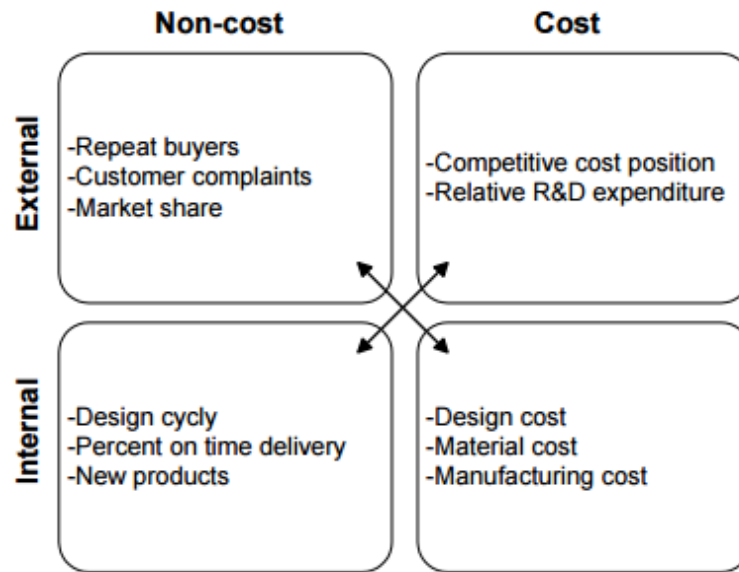 Non-cost
Cost
External
-Repeat buyers
-Customer complaints
-Market share
-Competitive cost position
-Relative R&D expenditure
Internal
-Design cycly
-Percent on time delivery
-New products
-Design cost
-Material cost
-Manufacturing cost